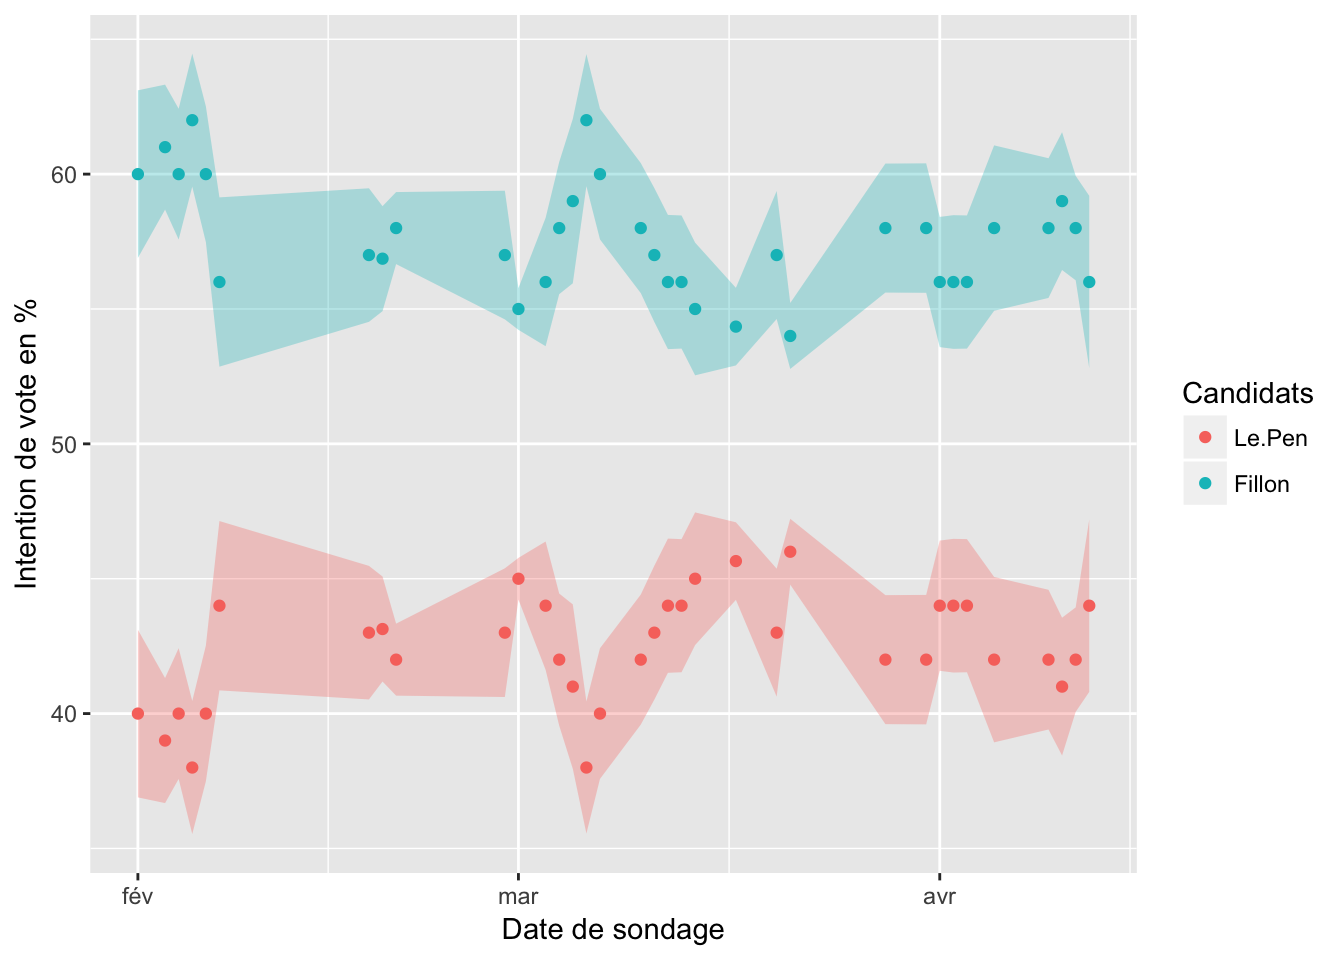 Intention de vote en %
60
50
40
fév
mar
avr
Date de sondage
Candidats
Le.Pen
Fillon